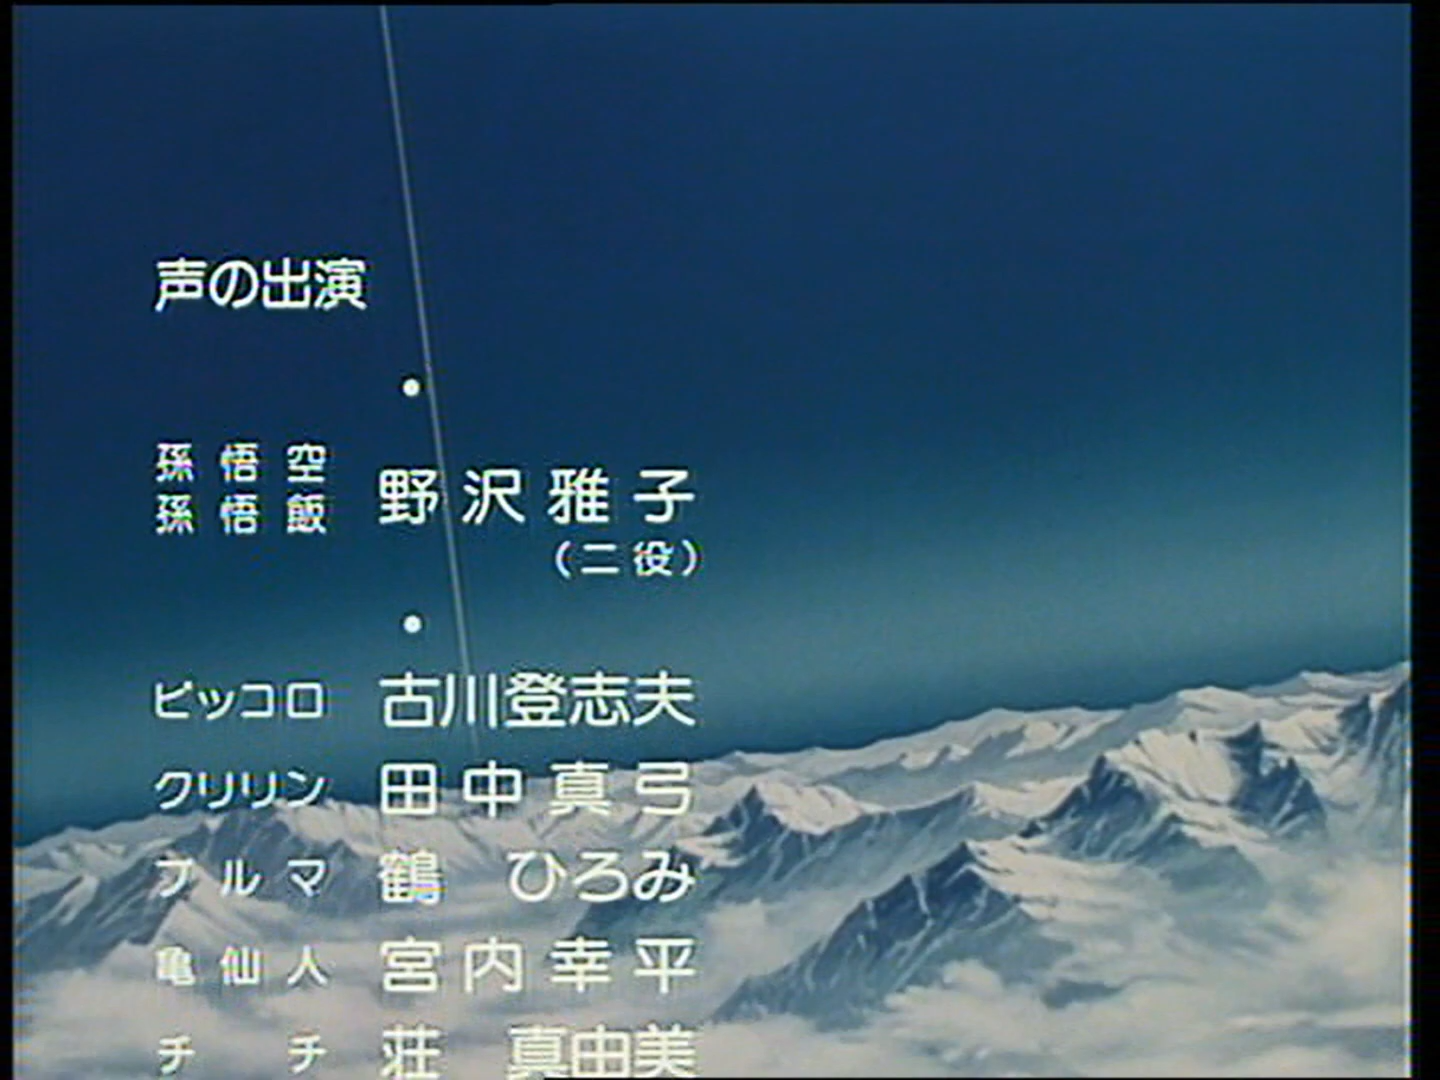 声の出演
•
孫悟空
孫悟飯
野沢雅子
（二役）
•
ピッコロ 古川登志夫
クリリン 田中真弓
ブルマ 鶴 ひろみ
亀仙人 宮内幸平
チチ 荘 真由美